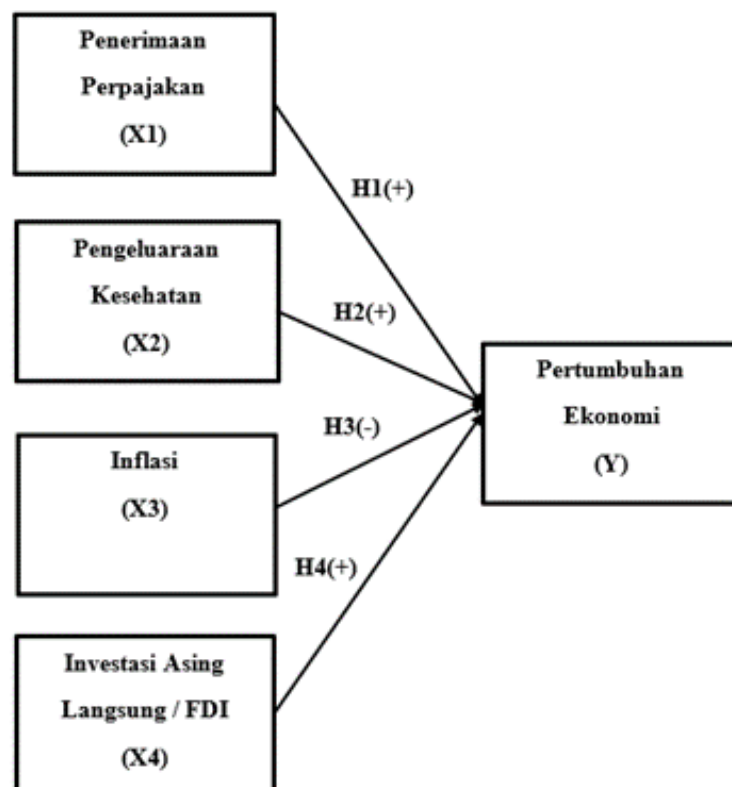 Penerimaan
Perpajakan
(X1)
H1(+)
Pengeluaraan
Kesehatan
(X2)
H2(+)
Inflasi
(X3)
H3(-)
Investasi Asing
Langsung / FDI
(X4)
H4(+)
Pertumbuhan
Ekonomi
(Y)